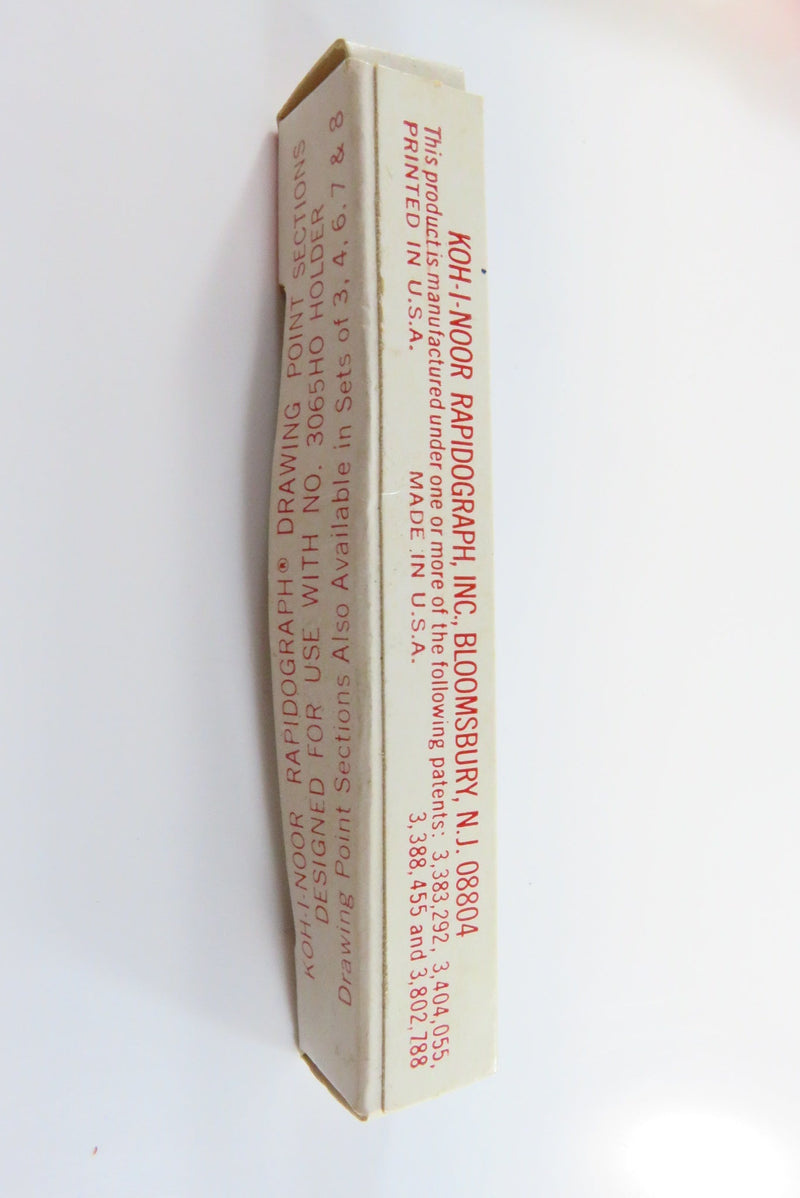 KOH-I-NOOR RAPIDOGRAPH® DRAWING POINT SECTIONS
DESIGNED FOR USE WITH NO. 3065HO HOLDER
Drawing Point Sections Also Available in Sets of 3, 4, 6, 7 & 8
KOH-I-NOOR RAPIDOGRAPH, INC., BLOOMSBURY, N.J. 08804
This product is manufactured under one or more of the following patents: 3,383,292, 3,404,055,
PRINTED IN U.S.A. MADE IN U.S.A. 3,388,455 and 3,802,788